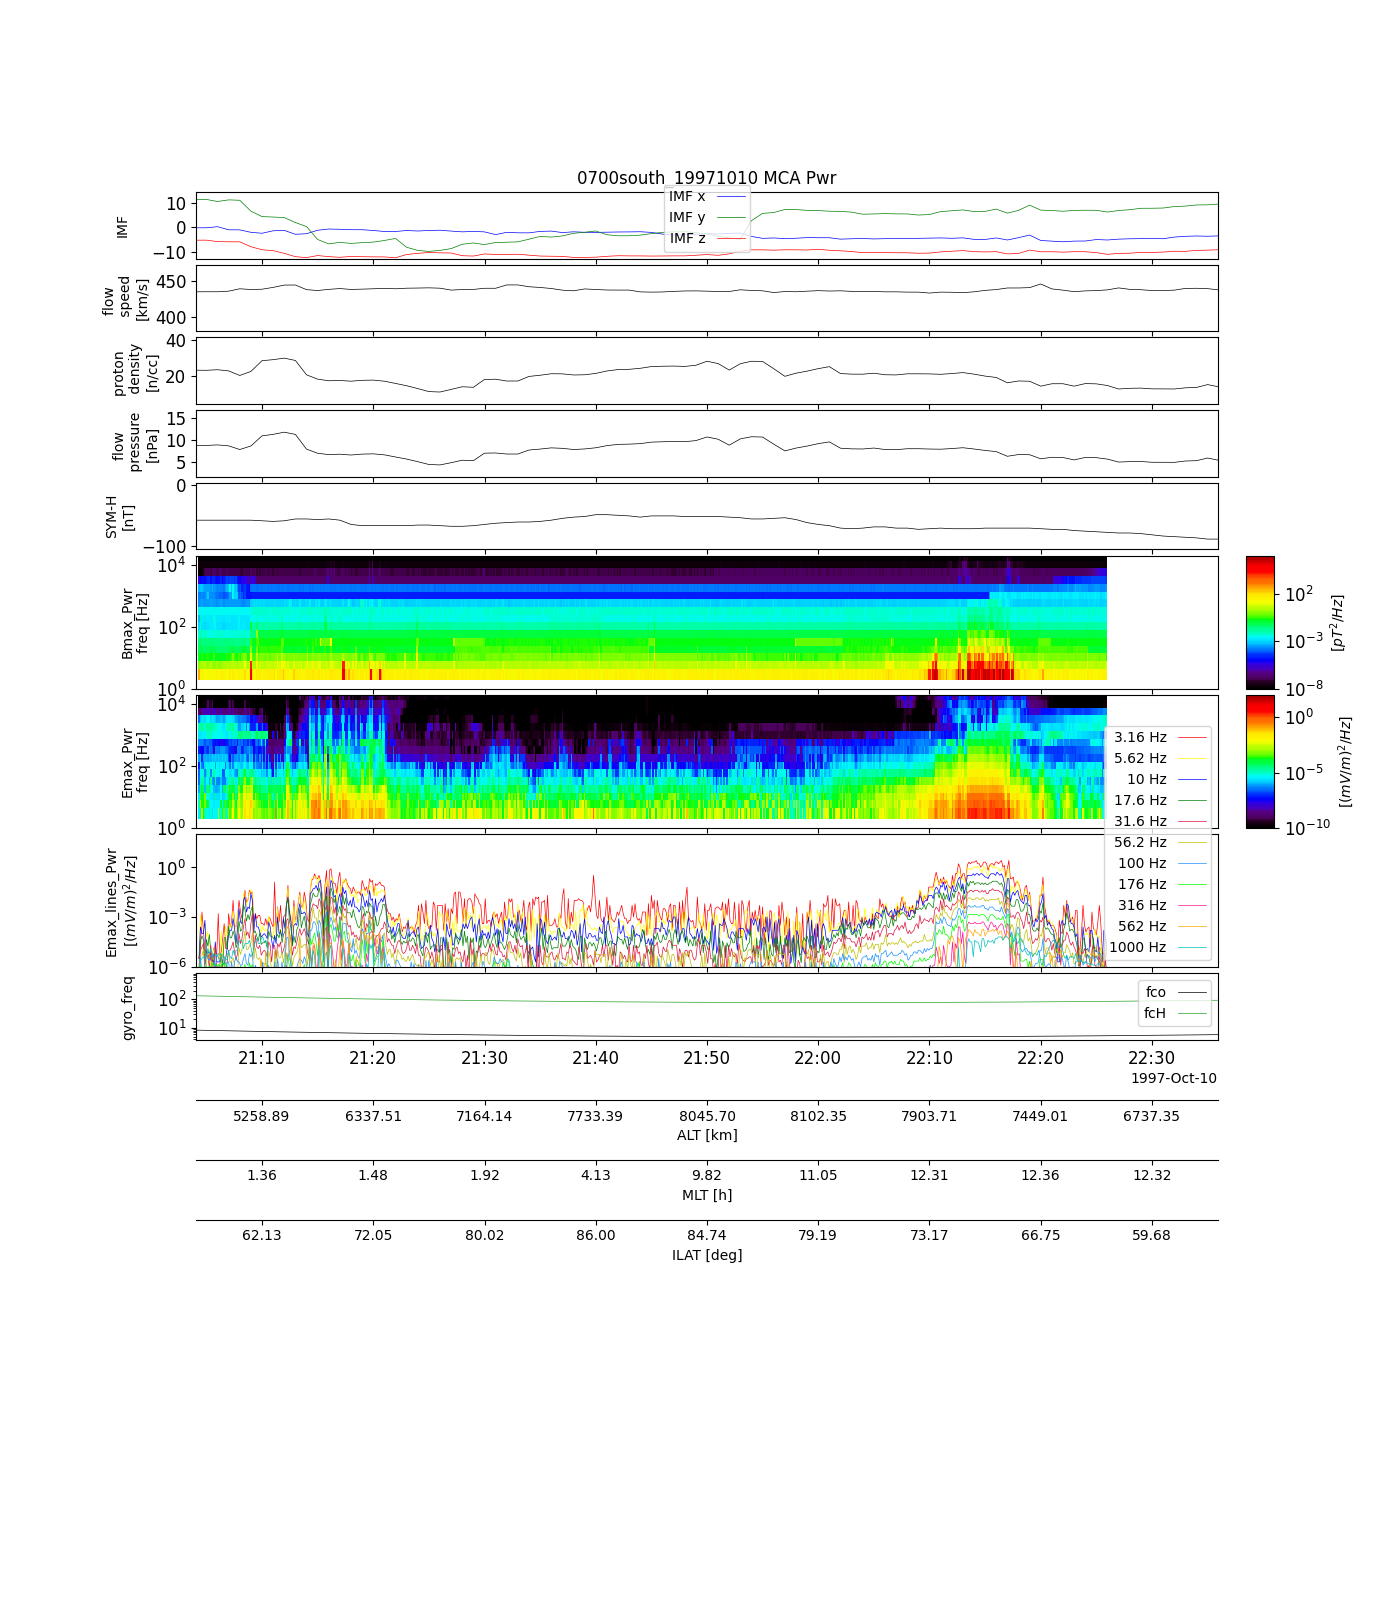 0700south_19971010 MCA Pwr
IMF
10
0
−10
IMF x
IMF y
IMF z
flow
speed
[km/s]
450
400
proton
density
[n/cc]
40
20
flow
pressure
[nPa]
15
10
5
SYM-H
[nT]
0
−100
Bmax_Pwr
freq [Hz]
10^4
10^2
10^0
10^2
10^−3
10^−8
[pT^2/Hz]
Emax_Pwr
freq [Hz]
10^4
10^2
10^0
10^0
10^−5
10^−10
[(mV/m)^2/Hz]
3.16 Hz
5.62 Hz
10 Hz
17.6 Hz
31.6 Hz
56.2 Hz
100 Hz
176 Hz
316 Hz
562 Hz
1000 Hz
Emax_lines_Pwr
[(mV/m)^2/Hz]
10^0
10^−3
10^−6
gyro_freq
10^2
10^1
fco
fcH
21:10 21:20 21:30 21:40 21:50 22:00 22:10 22:20 22:30
1997-Oct-10
5258.89 6337.51 7164.14 7733.39 8045.70 8102.35 7903.71 7449.01 6737.35
ALT [km]
1.36 1.48 1.92 4.13 9.82 11.05 12.31 12.36 12.32
MLT [h]
62.13 72.05 80.02 86.00 84.74 79.19 73.17 66.75 59.68
ILAT [deg]